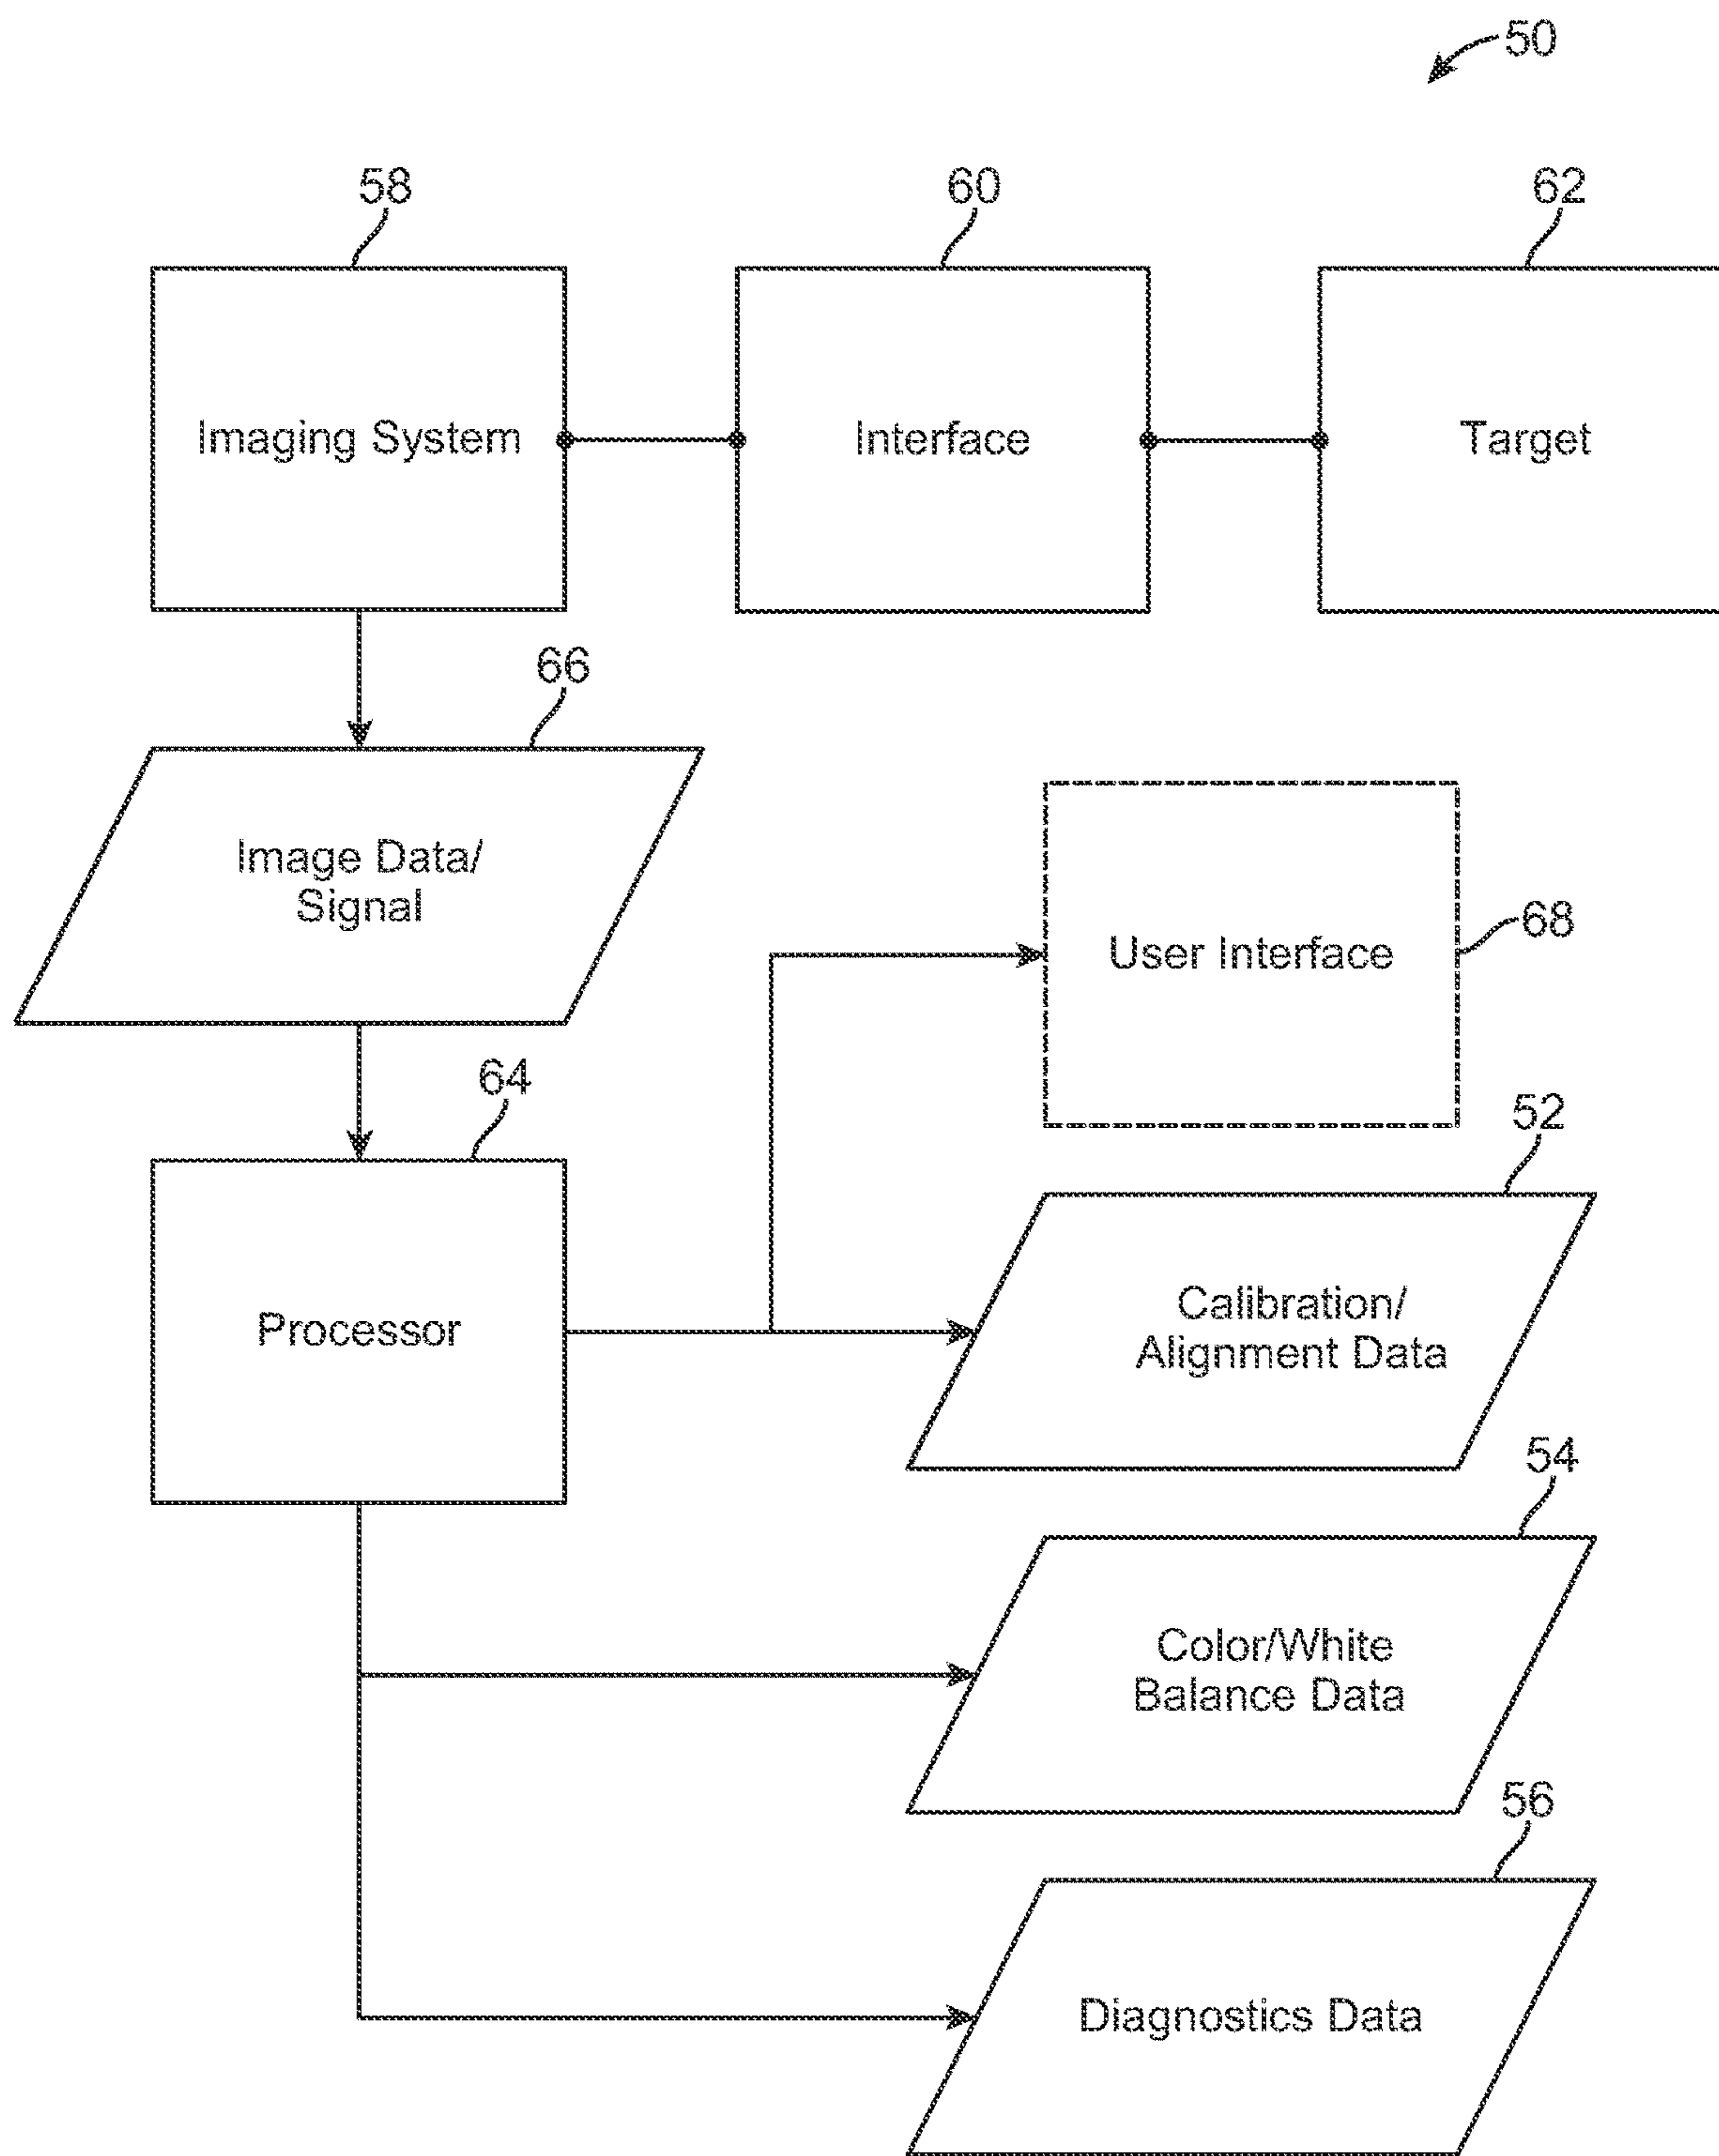 50
58
60
62
Imaging System
Interface
Target
66
Image Data/
Signal
User Interface
68
64
52
Processor
Calibration/
Alignment Data
54
Color/White
Balance Data
56
Diagnostics Data